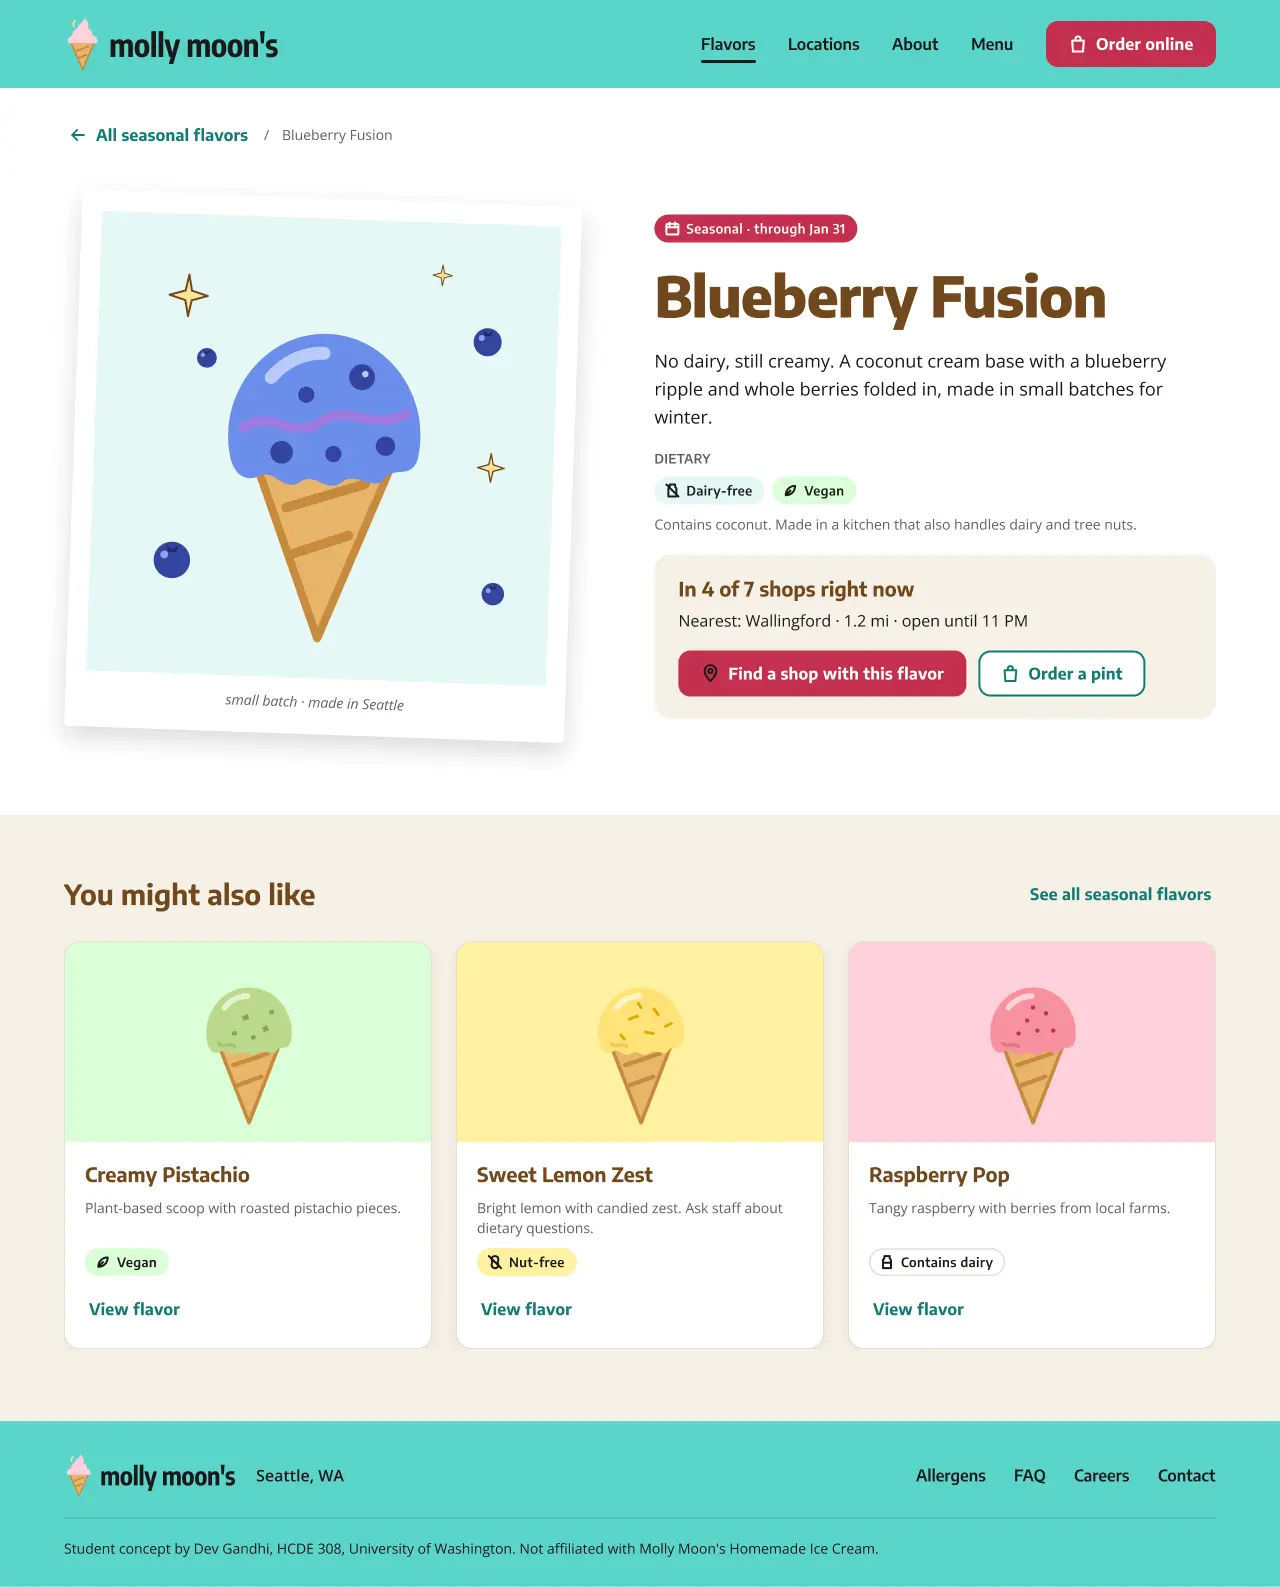 molly moon's
Flavors
Locations
About
Menu
Order online
All seasonal flavors / Blueberry Fusion
small batch · made in Seattle
Seasonal · through Jan 31
Blueberry Fusion
No dairy, still creamy. A coconut cream base with a blueberry
ripple and whole berries folded in, made in small batches for
winter.
DIETARY
Dairy-free
Vegan
Contains coconut. Made in a kitchen that also handles dairy and tree nuts.
In 4 of 7 shops right now
Nearest: Wallingford · 1.2 mi · open until 11 PM
Find a shop with this flavor
Order a pint
You might also like
See all seasonal flavors
Creamy Pistachio
Plant-based scoop with roasted pistachio pieces.
Vegan
View flavor
Sweet Lemon Zest
Bright lemon with candied zest. Ask staff about
dietary questions.
Nut-free
View flavor
Raspberry Pop
Tangy raspberry with berries from local farms.
Contains dairy
View flavor
molly moon's
Seattle, WA
Allergens
FAQ
Careers
Contact
Student concept by Dev Gandhi, HCDE 308, University of Washington. Not affiliated with Molly Moon's Homemade Ice Cream.